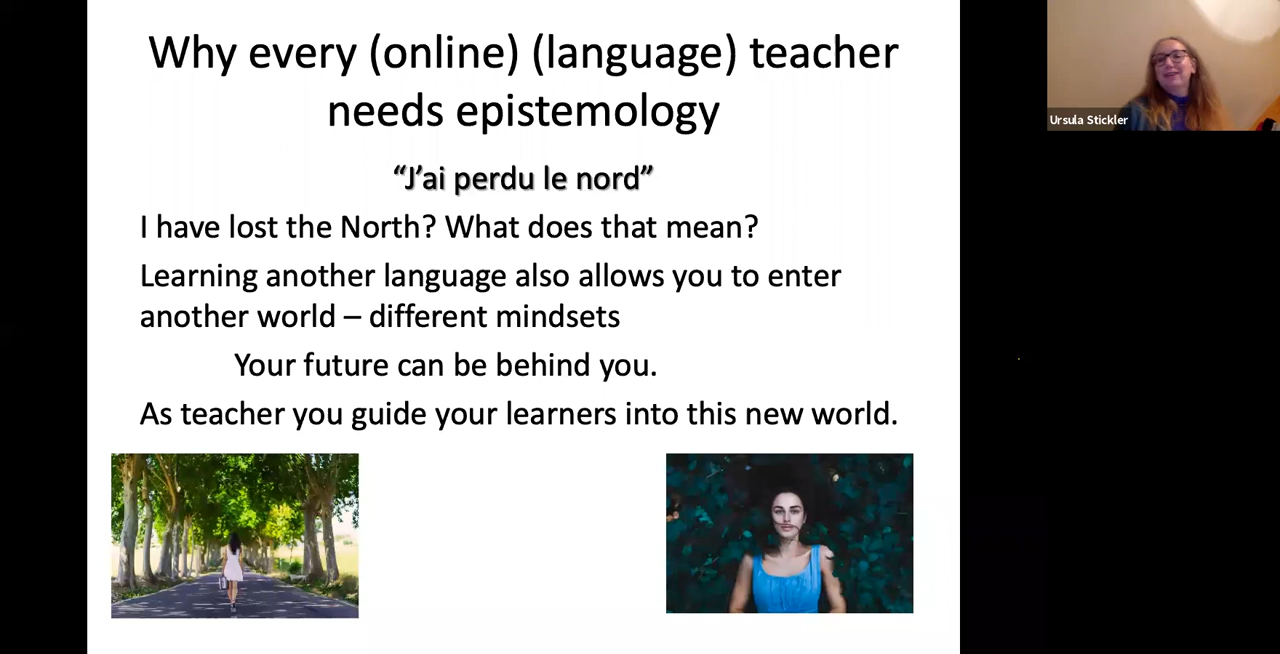 Why every (online) (language) teacher
needs epistemology
“J’ai perdu le nord”
I have lost the North? What does that mean?
Learning another language also allows you to enter
another world – different mindsets
Your future can be behind you.
As teacher you guide your learners into this new world.
Ursula Stickler